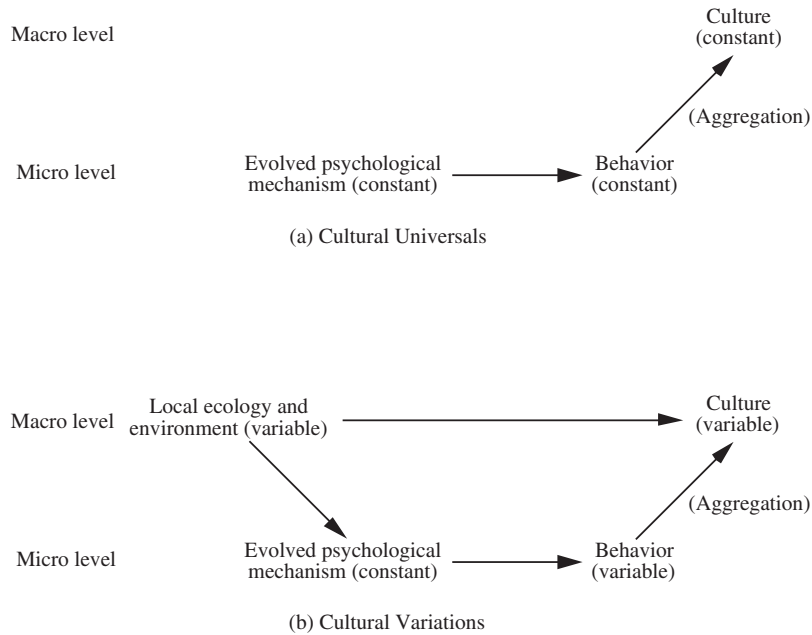 Macro level
Culture
(constant)
(Aggregation)
Micro level
Evolved psychological
mechanism (constant)
Behavior
(constant)
(a) Cultural Universals
Macro level
Local ecology and
environment (variable)
Culture
(variable)
(Aggregation)
Micro level
Evolved psychological
mechanism (constant)
Behavior
(variable)
(b) Cultural Variations